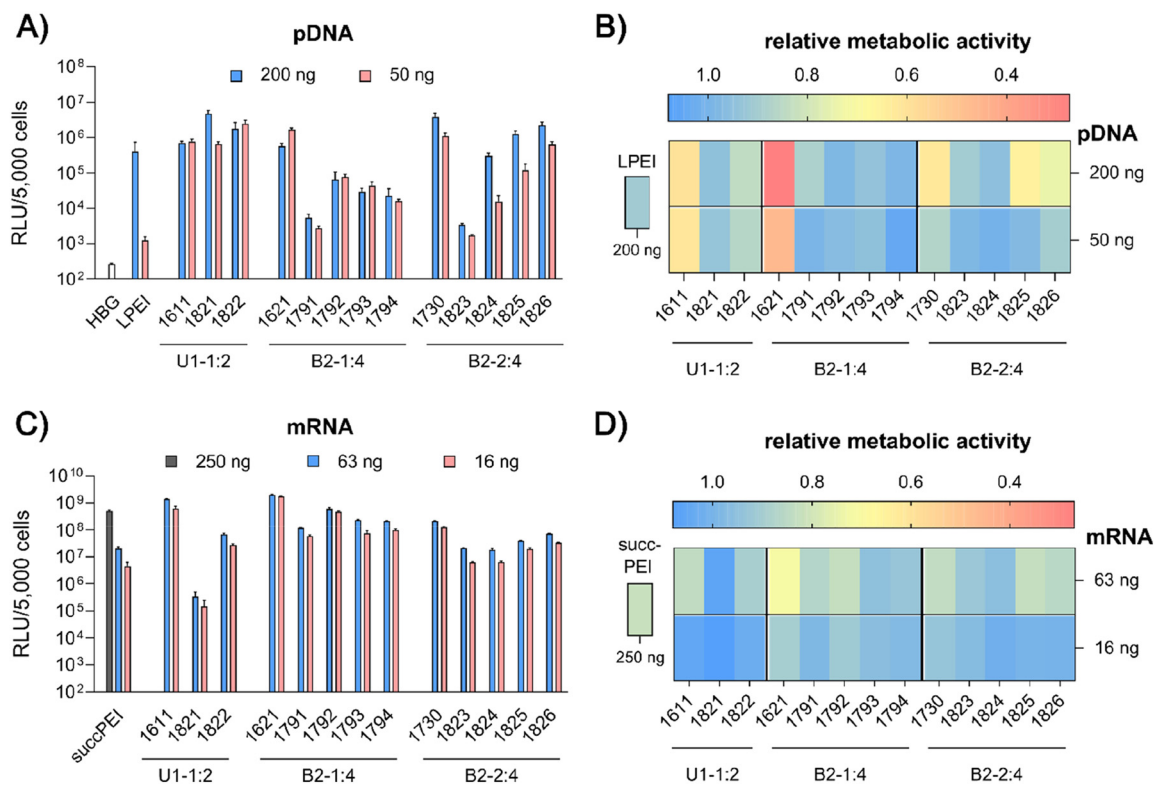 A)
pDNA
200 ng 50 ng
RLU/5,000 cells
10^8
10^7
10^6
10^5
10^4
10^3
10^2
HBG LPEI 1611 1821 1822 1621 1791 1792 1793 1794 1730 1823 1824 1825 1826
U1-1:2 B2-1:4 B2-2:4
B)
relative metabolic activity
1.0 0.8 0.6 0.4
pDNA
LPEI
200 ng
200 ng
50 ng
1611 1821 1822 1621 1791 1792 1793 1794 1730 1823 1824 1825 1826
U1-1:2 B2-1:4 B2-2:4
C)
mRNA
250 ng 63 ng 16 ng
RLU/5,000 cells
10^10
10^9
10^8
10^7
10^6
10^5
10^4
10^3
10^2
succPEI 1611 1821 1822 1621 1791 1792 1793 1794 1730 1823 1824 1825 1826
U1-1:2 B2-1:4 B2-2:4
D)
relative metabolic activity
1.0 0.8 0.6 0.4
mRNA
succ-
PEI
250 ng
63 ng
16 ng
1611 1821 1822 1621 1791 1792 1793 1794 1730 1823 1824 1825 1826
U1-1:2 B2-1:4 B2-2:4